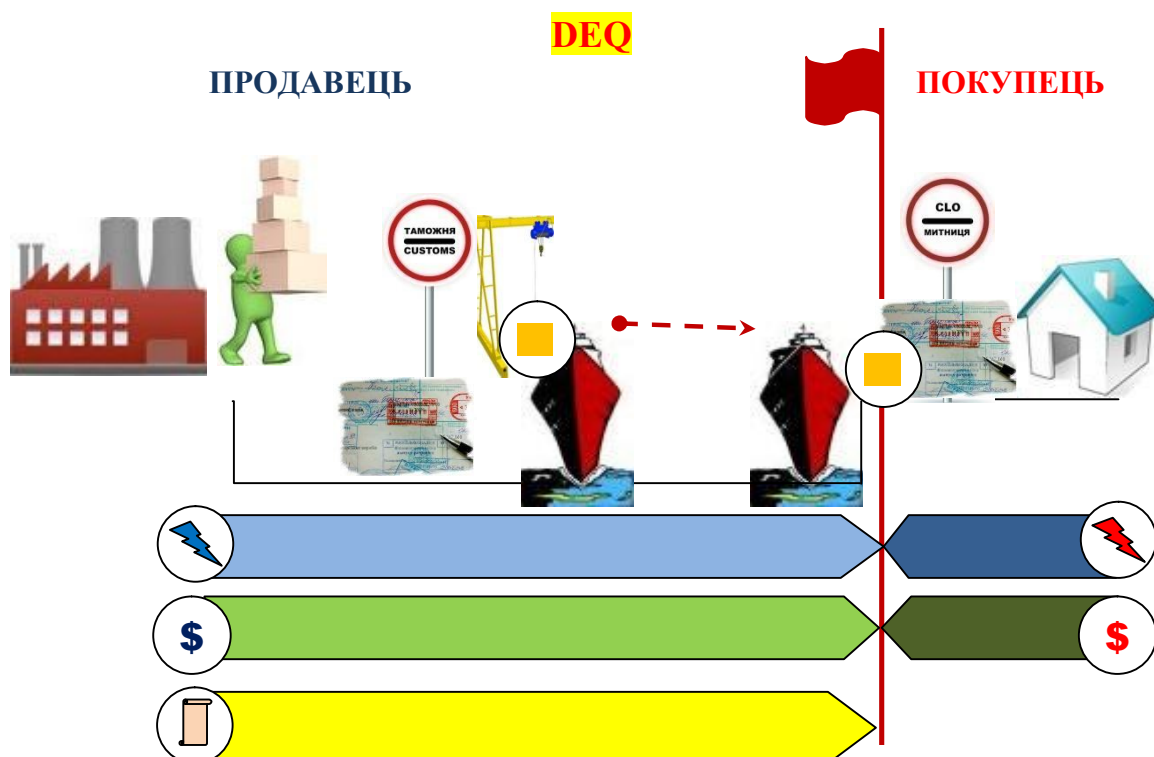 DEQ
ПРОДАВЕЦЬ
ПОКУПЕЦЬ
ТАМОЖНЯ
CUSTOMS
CLO
МИТНИЦЯ
$
$